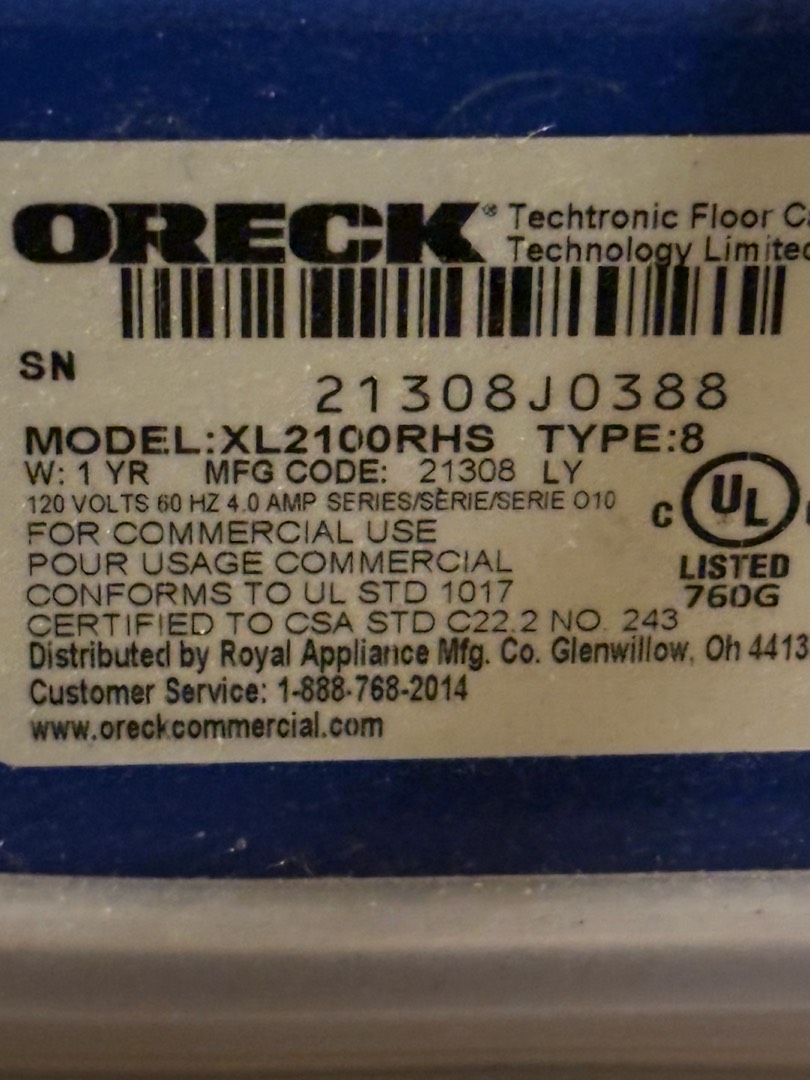 ORECK® Techtronic Floor
Technology Limited
SN
21308J0388
MODEL:XL2100RHS TYPE:8
W: 1 YR MFG CODE: 21308 LY
120 VOLTS 60 HZ 4.0 AMP SERIES/SÈRIE/SERIE O10
FOR COMMERCIAL USE
POUR USAGE COMMERCIAL
CONFORMS TO UL STD 1017
CERTIFIED TO CSA STD C22.2 NO. 243
C UL
LISTED
760G
Distributed by Royal Appliance Mfg. Co. Glenwillow, Oh 4413
Customer Service: 1-888-768-2014
www.oreckcommercial.com